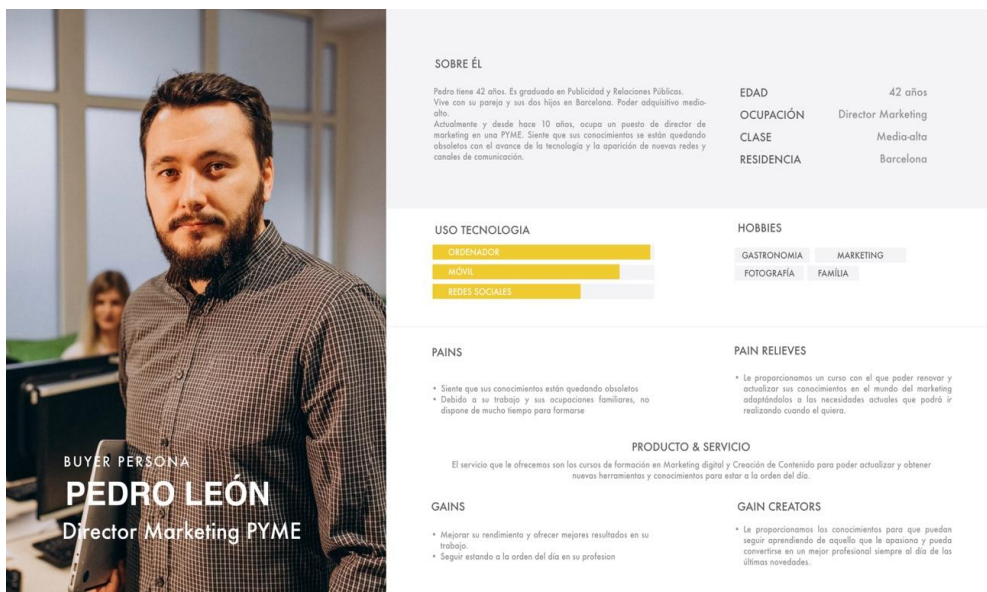 BUYER PERSONA
PEDRO LEÓN
Director Marketing PYME
SOBRE ÉL
Pedro tiene 42 años. Es graduado en Publicidad y Relaciones Públicas.
Vive con su pareja y sus dos hijos en Barcelona. Poder adquisitivo medio-
alto.
Actualmente y desde hace 10 años, ocupa un puesto de director de
marketing en una PYME. Siente que sus conocimientos se están quedando
obsoletos con el avance de la tecnología y la aparición de nuevas redes y
canales de comunicación.
EDAD 42 años
OCUPACIÓN Director Marketing
CLASE Media-alta
RESIDENCIA Barcelona
USO TECNOLOGIA
ORDENADOR
MÓVIL
REDES SOCIALES
HOBBIES
GASTRONOMIA MARKETING
FOTOGRAFÍA FAMÍLIA
PAINS
• Siente que sus conocimientos están quedando obsoletos
• Debido a su trabajo y sus ocupaciones familiares, no
dispone de mucho tiempo para formarse
PAIN RELIEVES
• Le proporcionamos un curso con el que poder renovar y
actualizar sus conocimientos en el mundo del marketing
adaptándolos a las necesidades actuales que podrá ir
realizando cuando el quiera.
PRODUCTO & SERVICIO
El servicio que le ofrecemos son los cursos de formación en Marketing digital y Creación de Contenido para poder actualizar y obtener
nuevas herramientas y conocimientos para estar a la orden del día.
GAINS
• Mejorar su rendimiento y ofrecer mejores resultados en su
trabajo.
• Seguir estando a la orden del día en su profesion
GAIN CREATORS
• Le proporcionamos los conocimientos para que puedan
seguir aprendiendo de aquello que le apasiona y pueda
convertirse en un mejor profesional siempre al día de las
últimas novedades.